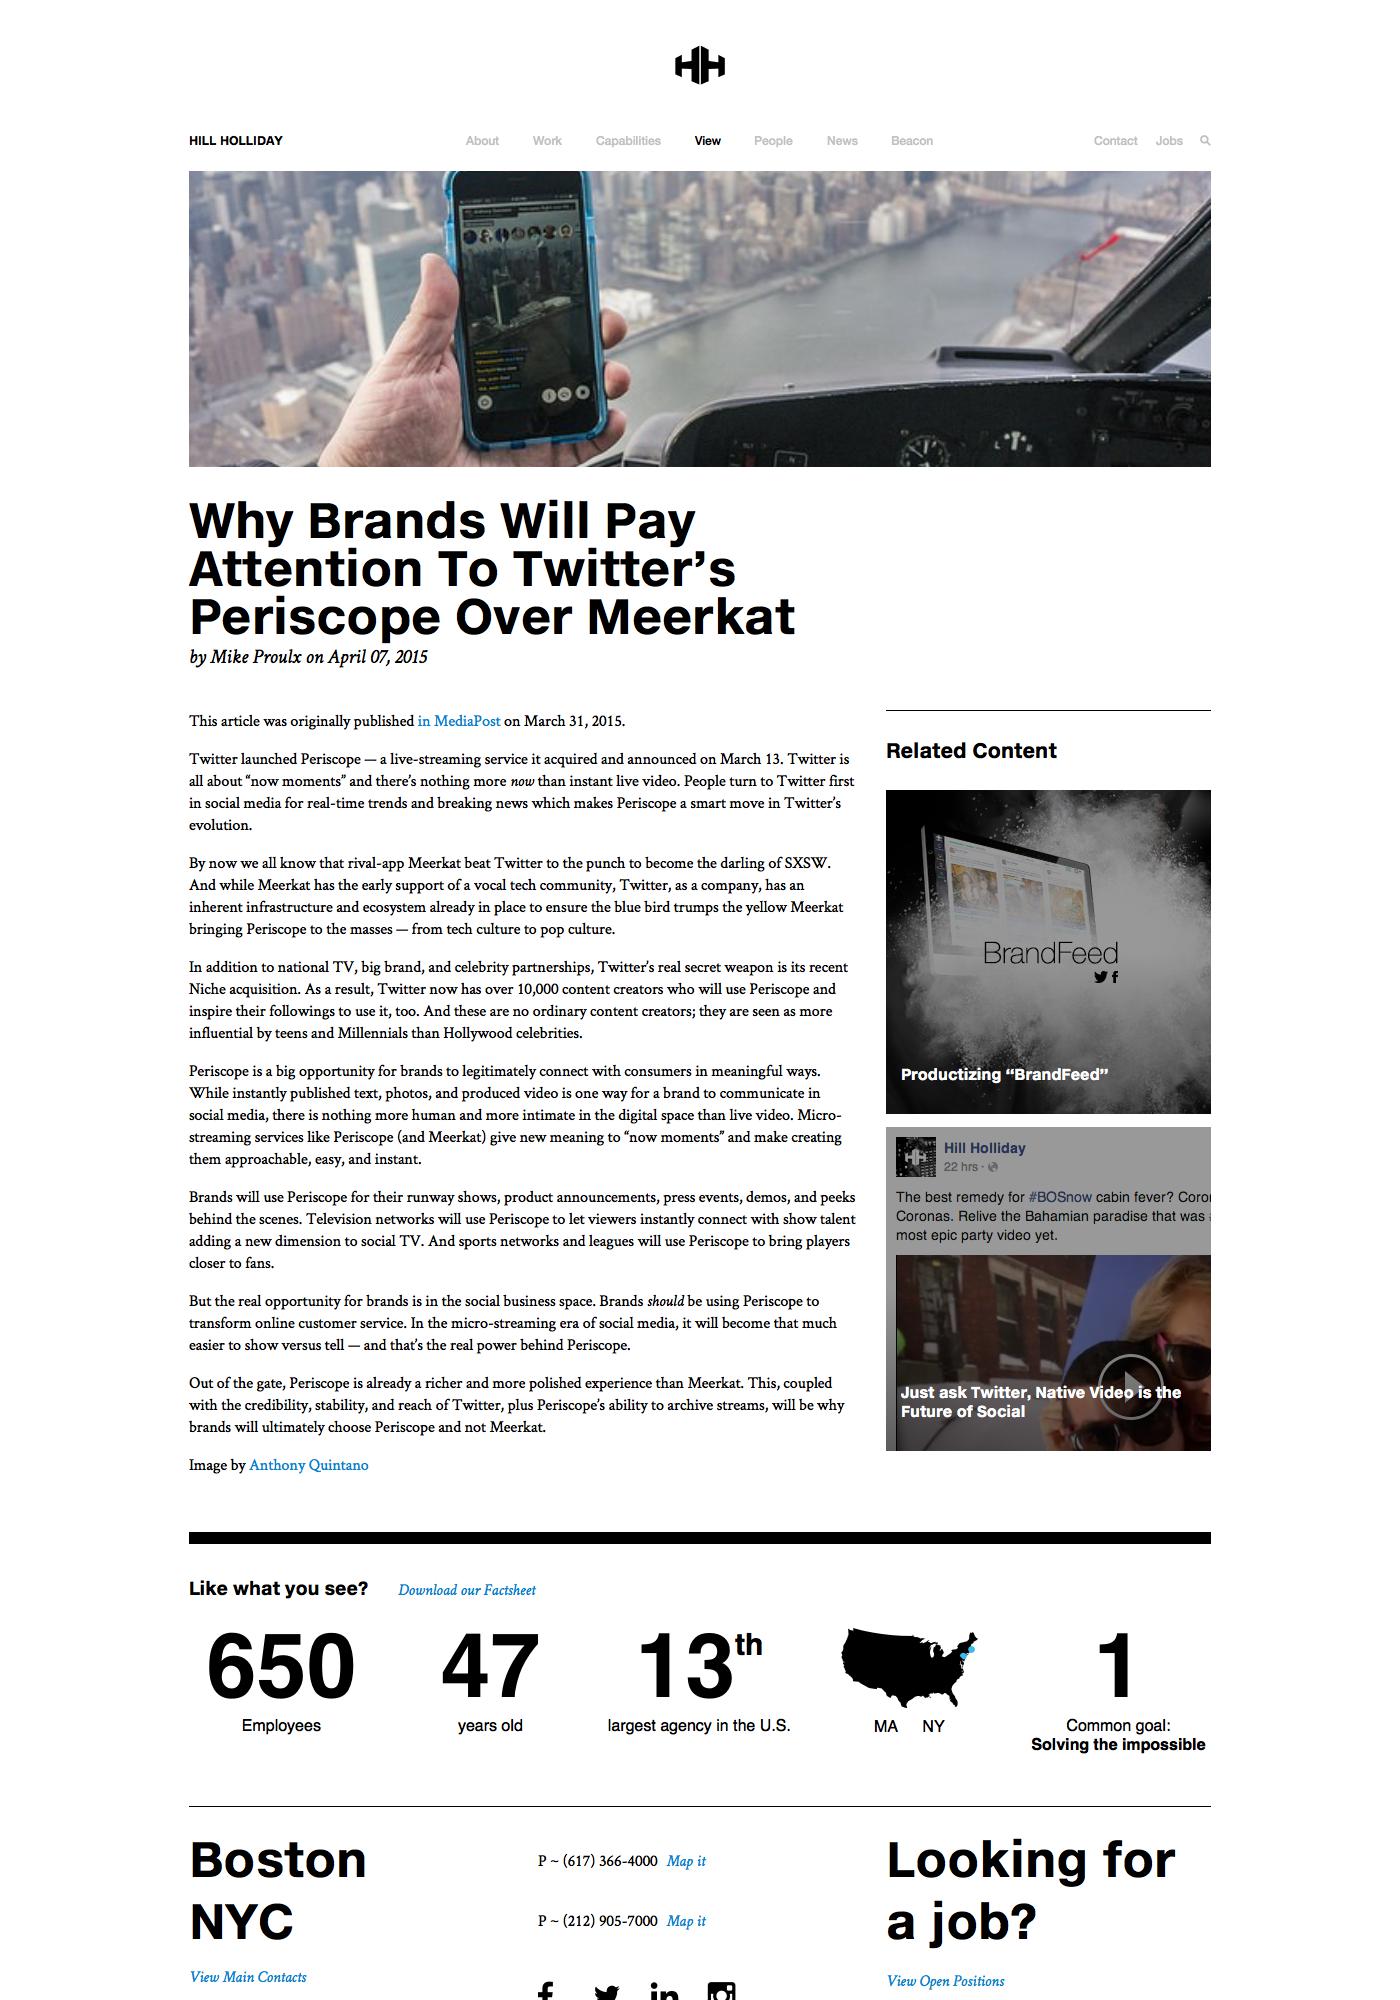 HILL HOLLIDAY
About Work Capabilities View People News Beacon
Contact Jobs
Why Brands Will Pay
Attention To Twitter’s
Periscope Over Meerkat
by Mike Proulx on April 07, 2015
This article was originally published in MediaPost on March 31, 2015.
Twitter launched Periscope — a live-streaming service it acquired and announced on March 13. Twitter is
all about “now moments” and there’s nothing more now than instant live video. People turn to Twitter first
in social media for real-time trends and breaking news which makes Periscope a smart move in Twitter’s
evolution.
By now we all know that rival-app Meerkat beat Twitter to the punch to become the darling of SXSW.
And while Meerkat has the early support of a vocal tech community, Twitter, as a company, has an
inherent infrastructure and ecosystem already in place to ensure the blue bird trumps the yellow Meerkat
bringing Periscope to the masses — from tech culture to pop culture.
In addition to national TV, big brand, and celebrity partnerships, Twitter’s real secret weapon is its recent
Niche acquisition. As a result, Twitter now has over 10,000 content creators who will use Periscope and
inspire their followings to use it, too. And these are no ordinary content creators; they are seen as more
influential by teens and Millennials than Hollywood celebrities.
Periscope is a big opportunity for brands to legitimately connect with consumers in meaningful ways.
While instantly published text, photos, and produced video is one way for a brand to communicate in
social media, there is nothing more human and more intimate in the digital space than live video. Micro-
streaming services like Periscope (and Meerkat) give new meaning to “now moments” and make creating
them approachable, easy, and instant.
Brands will use Periscope for their runway shows, product announcements, press events, demos, and peeks
behind the scenes. Television networks will use Periscope to let viewers instantly connect with show talent
adding a new dimension to social TV. And sports networks and leagues will use Periscope to bring players
closer to fans.
But the real opportunity for brands is in the social business space. Brands should be using Periscope to
transform online customer service. In the micro-streaming era of social media, it will become that much
easier to show versus tell — and that’s the real power behind Periscope.
Out of the gate, Periscope is already a richer and more polished experience than Meerkat. This, coupled
with the credibility, stability, and reach of Twitter, plus Periscope’s ability to archive streams, will be why
brands will ultimately choose Periscope and not Meerkat.
Image by Anthony Quintano
Related Content
BrandFeed
Productizing “BrandFeed”
Hill Holliday
22 hrs ·
The best remedy for #BOSnow cabin fever? Coro
Coronas. Relive the Bahamian paradise that was
most epic party video yet.
Just ask Twitter, Native Video is the
Future of Social
Like what you see? Download our Factsheet
650
Employees
47
years old
13th
largest agency in the U.S.
MA NY
1
Common goal:
Solving the impossible
Boston
NYC
View Main Contacts
P ~ (617) 366-4000 Map it
P ~ (212) 905-7000 Map it
Looking for
a job?
View Open Positions